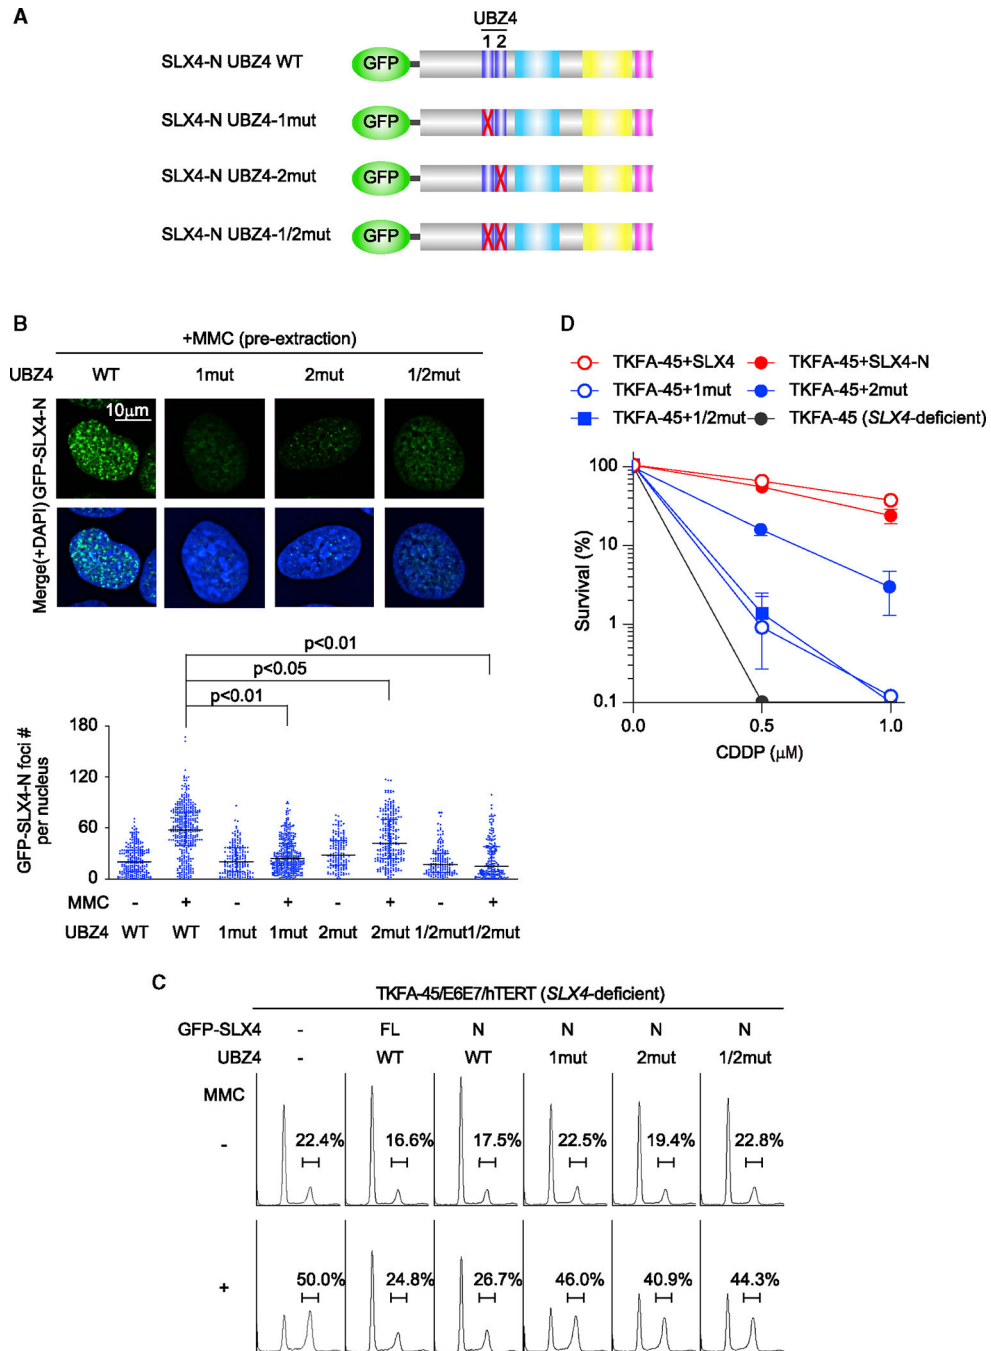 A
UBZ4
1 2
SLX4-N UBZ4 WT
GFP
SLX4-N UBZ4-1mut
GFP
SLX4-N UBZ4-2mut
GFP
SLX4-N UBZ4-1/2mut
GFP
B
+MMC (pre-extraction)
UBZ4 WT 1mut 2mut 1/2mut
GFP-SLX4-N
10μm
Merge(+DAPI)
p<0.01
p<0.05
p<0.01
GFP-SLX4-N foci #
per nucleus
180
120
60
0
MMC - + - + - + - +
UBZ4 WT WT 1mut 1mut 2mut 2mut 1/2mut 1/2mut
D
TKFA-45+SLX4 TKFA-45+SLX4-N
TKFA-45+1mut TKFA-45+2mut
TKFA-45+1/2mut TKFA-45 (SLX4-deficient)
Survival (%)
100
10
1
0.1
0.0 0.5 1.0
CDDP (μM)
C
TKFA-45/E6E7/hTERT (SLX4-deficient)
GFP-SLX4 - FL N N N N
UBZ4 - WT WT 1mut 2mut 1/2mut
MMC
- 22.4% 16.6% 17.5% 22.5% 19.4% 22.8%
+ 50.0% 24.8% 26.7% 46.0% 40.9% 44.3%